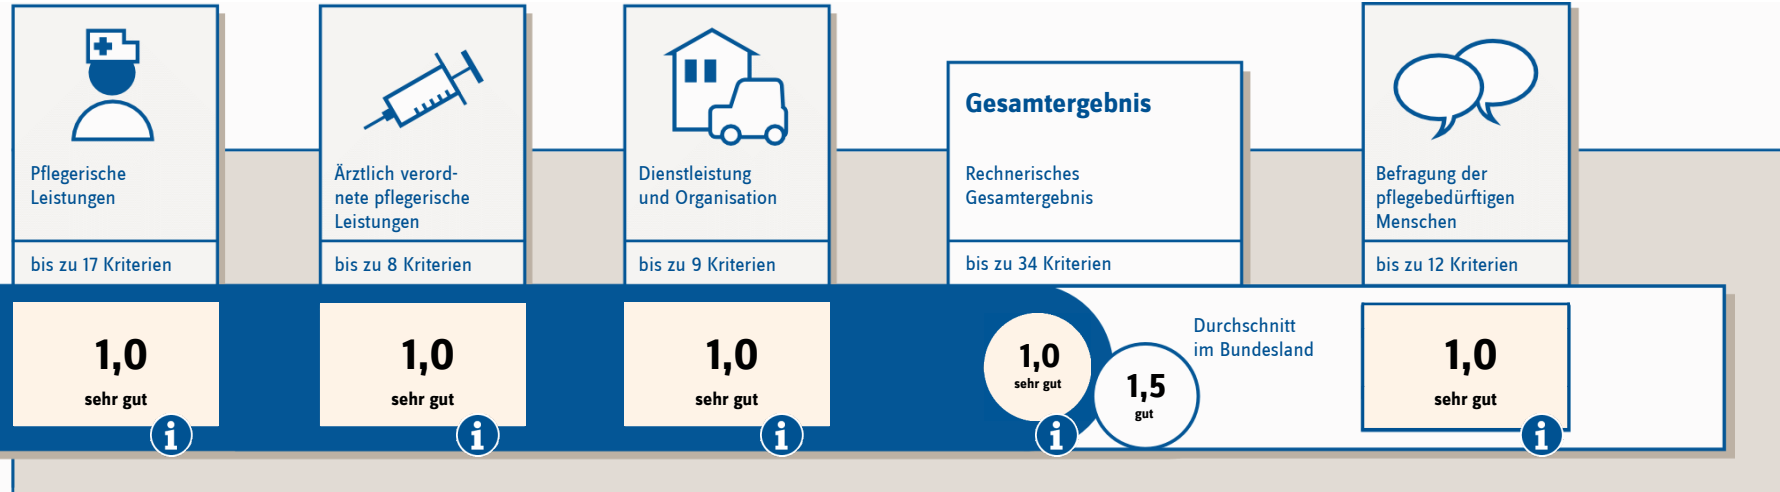 Pflegerische
Leistungen
bis zu 17 Kriterien
1,0
sehr gut
Ärztlich verord-
nete pflegerische
Leistungen
bis zu 8 Kriterien
1,0
sehr gut
Dienstleistung
und Organisation
bis zu 9 Kriterien
1,0
sehr gut
Gesamtergebnis
Rechnerisches
Gesamtergebnis
bis zu 34 Kriterien
1,0
sehr gut
1,5
gut
Durchschnitt
im Bundesland
Befragung der
pflegebedürftigen
Menschen
bis zu 12 Kriterien
1,0
sehr gut